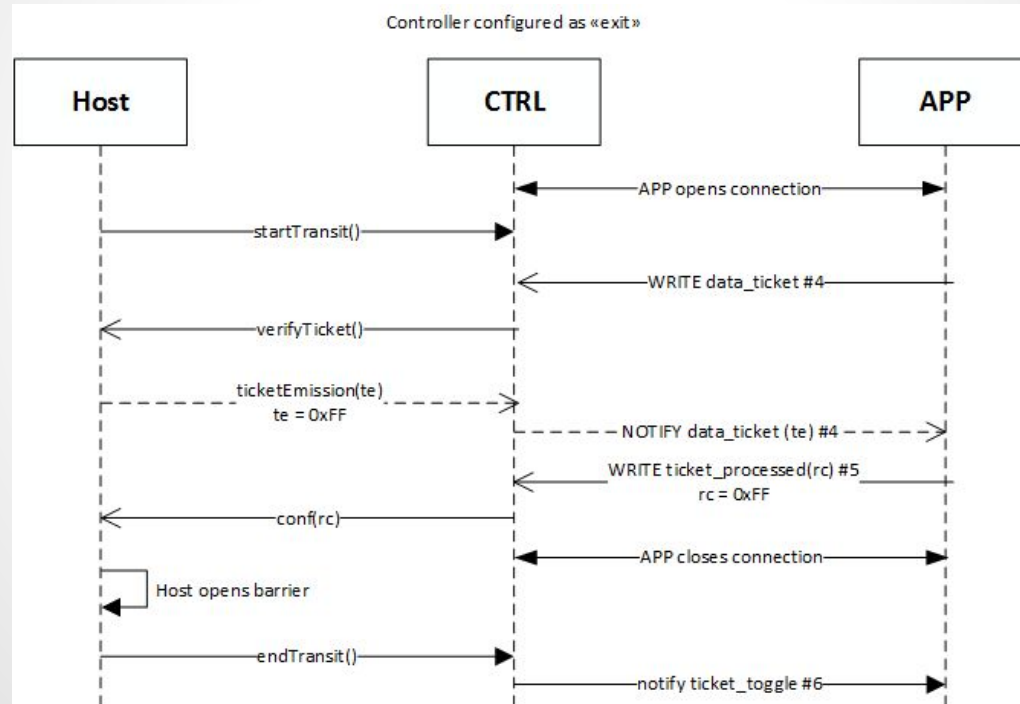 Controller configured as «exit»
Host
CTRL
APP
APP opens connection
startTransit()
WRITE data_ticket #4
verifyTicket()
ticketEmission(te)
te = 0xFF
NOTIFY data_ticket (te) #4
WRITE ticket_processed(rc) #5
rc = 0xFF
conf(rc)
APP closes connection
Host opens barrier
endTransit()
notify ticket_toggle #6